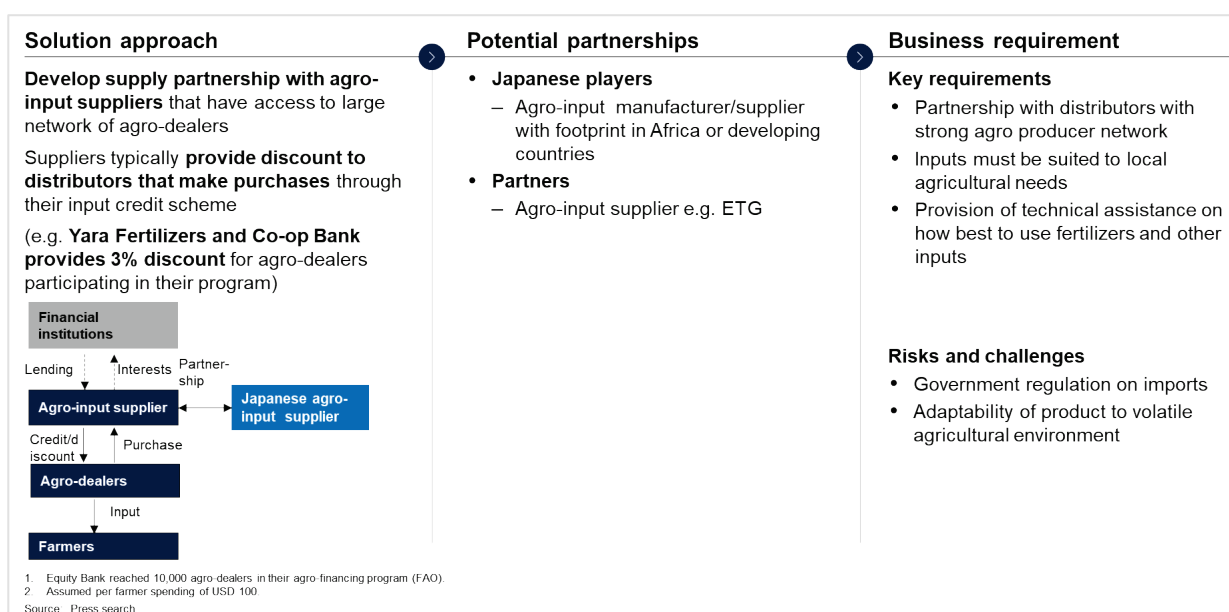 Solution approach
Develop supply partnership with agro-
input suppliers that have access to large
network of agro-dealers
Suppliers typically provide discount to
distributors that make purchases through
their input credit scheme
(e.g. Yara Fertilizers and Co-op Bank
provides 3% discount for agro-dealers
participating in their program)
Financial
institutions
Lending
Interests
Partner-
ship
Agro-input supplier
Japanese agro-
input supplier
Credit/d
iscount
Purchase
Agro-dealers
Input
Farmers
Potential partnerships
• Japanese players
– Agro-input manufacturer/supplier
with footprint in Africa or developing
countries
• Partners
– Agro-input supplier e.g. ETG
Business requirement
Key requirements
• Partnership with distributors with
strong agro producer network
• Inputs must be suited to local
agricultural needs
• Provision of technical assistance on
how best to use fertilizers and other
inputs
Risks and challenges
• Government regulation on imports
• Adaptability of product to volatile
agricultural environment
1. Equity Bank reached 10,000 agro-dealers in their agro-financing program (FAO).
2. Assumed per farmer spending of USD 100.
Source Press search